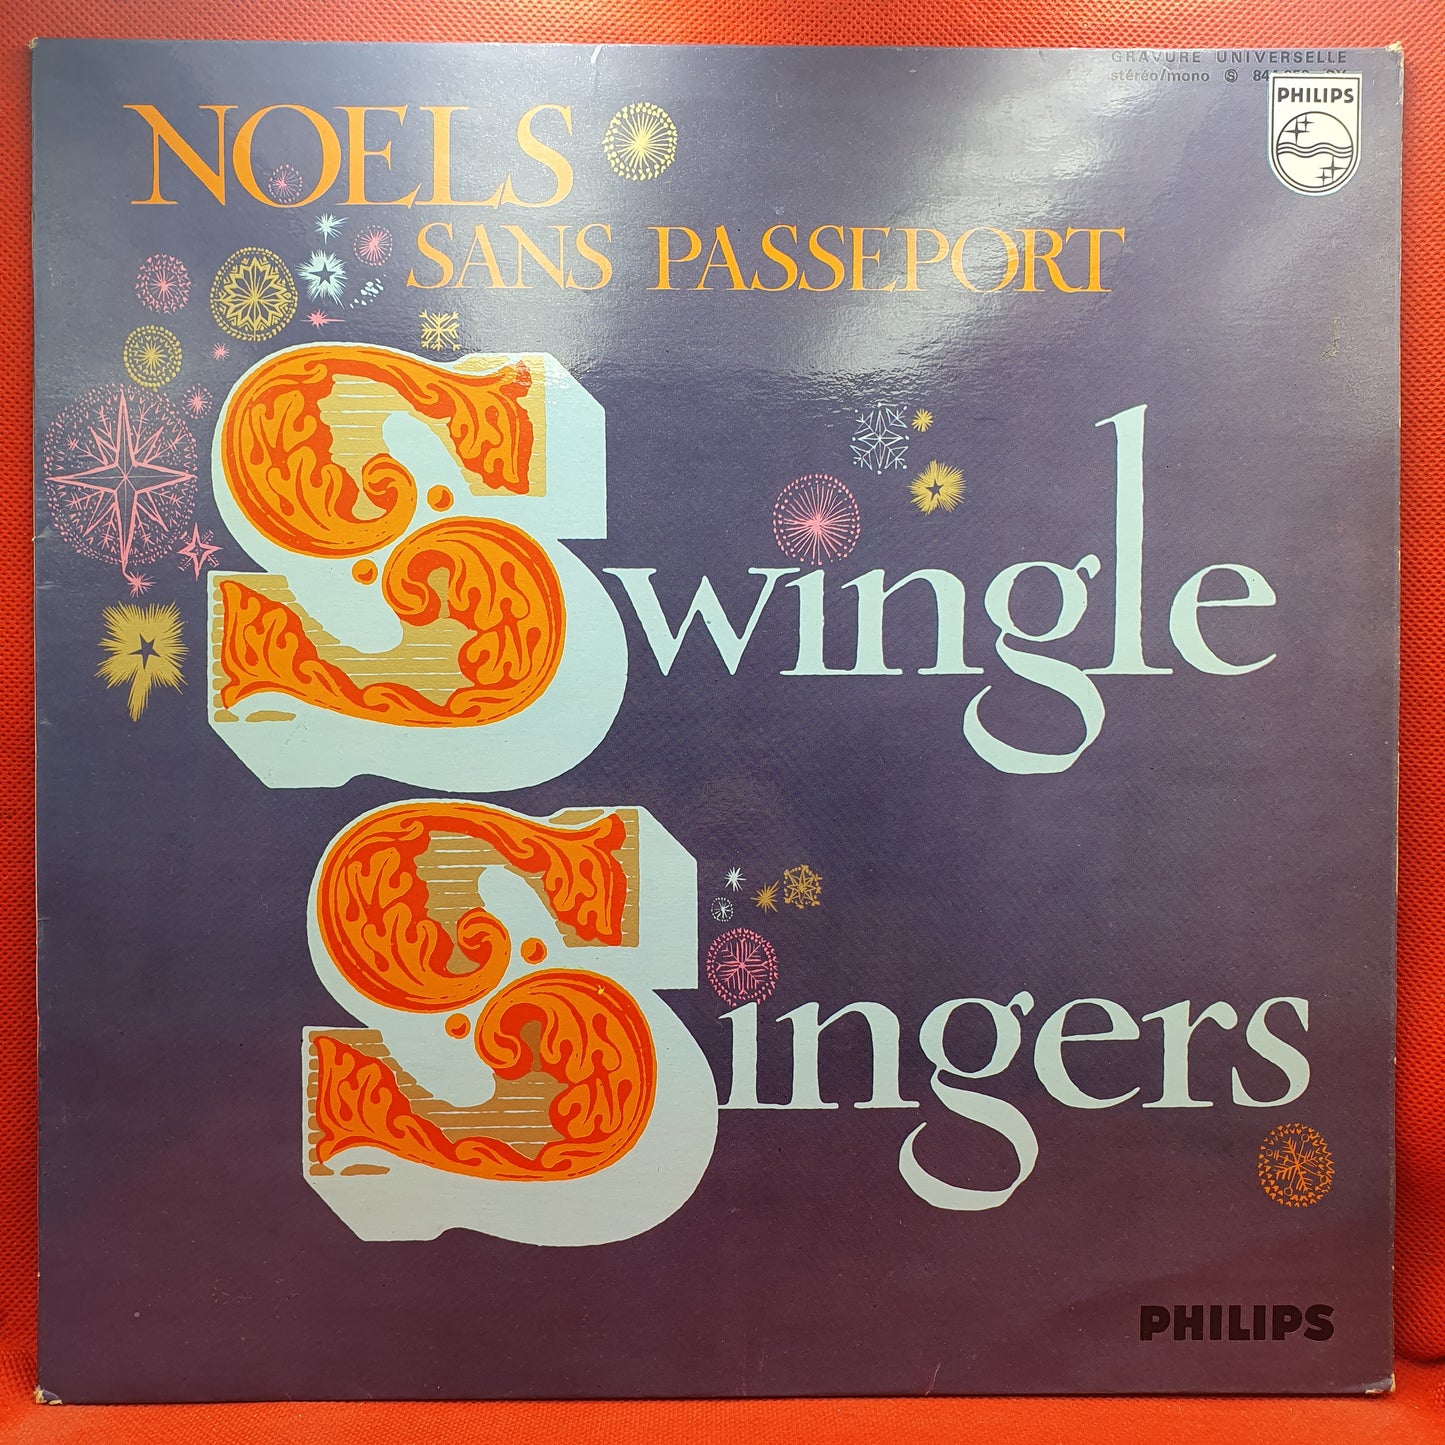 GRAVURE UNIVERSELLE
stéréo/mono Ⓢ
PHILIPS
NOELS
SANS PASSEPORT
Swingle
Singers
PHILIPS